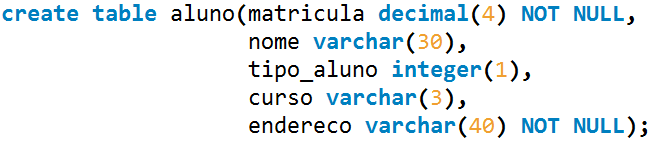 create table aluno(matricula decimal(4) NOT NULL,
nome varchar(30),
tipo_aluno integer(1),
curso varchar(3),
endereco varchar(40) NOT NULL);